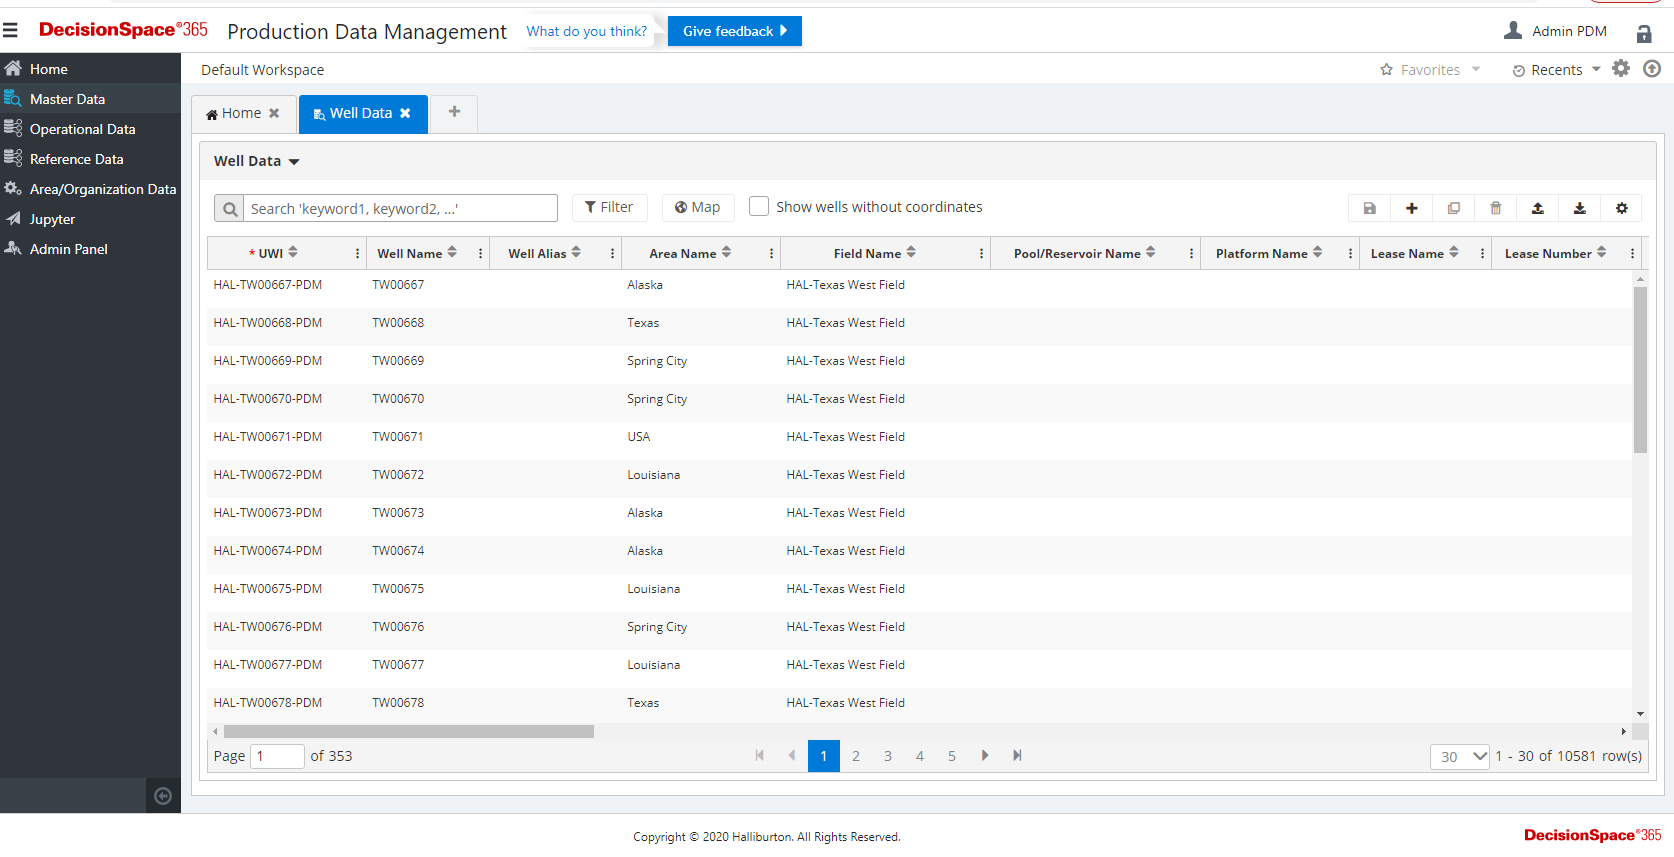 DecisionSpace®365 Production Data Management What do you think? Give feedback Admin PDM
Home
Master Data
Operational Data
Reference Data
Area/Organization Data
Jupyter
Admin Panel
Default Workspace Favorites Recents
Home Well Data +
Well Data
Search 'keyword1, keyword2, ...' Filter Map Show wells without coordinates
* UWI Well Name Well Alias Area Name Field Name Pool/Reservoir Name Platform Name Lease Name Lease Number
HAL-TW00667-PDM TW00667 Alaska HAL-Texas West Field
HAL-TW00668-PDM TW00668 Texas HAL-Texas West Field
HAL-TW00669-PDM TW00669 Spring City HAL-Texas West Field
HAL-TW00670-PDM TW00670 Spring City HAL-Texas West Field
HAL-TW00671-PDM TW00671 USA HAL-Texas West Field
HAL-TW00672-PDM TW00672 Louisiana HAL-Texas West Field
HAL-TW00673-PDM TW00673 Alaska HAL-Texas West Field
HAL-TW00674-PDM TW00674 Alaska HAL-Texas West Field
HAL-TW00675-PDM TW00675 Louisiana HAL-Texas West Field
HAL-TW00676-PDM TW00676 Spring City HAL-Texas West Field
HAL-TW00677-PDM TW00677 Louisiana HAL-Texas West Field
HAL-TW00678-PDM TW00678 Texas HAL-Texas West Field
Page 1 of 353 1 2 3 4 5 30 1 - 30 of 10581 row(s)
Copyright © 2020 Halliburton. All Rights Reserved. DecisionSpace®365